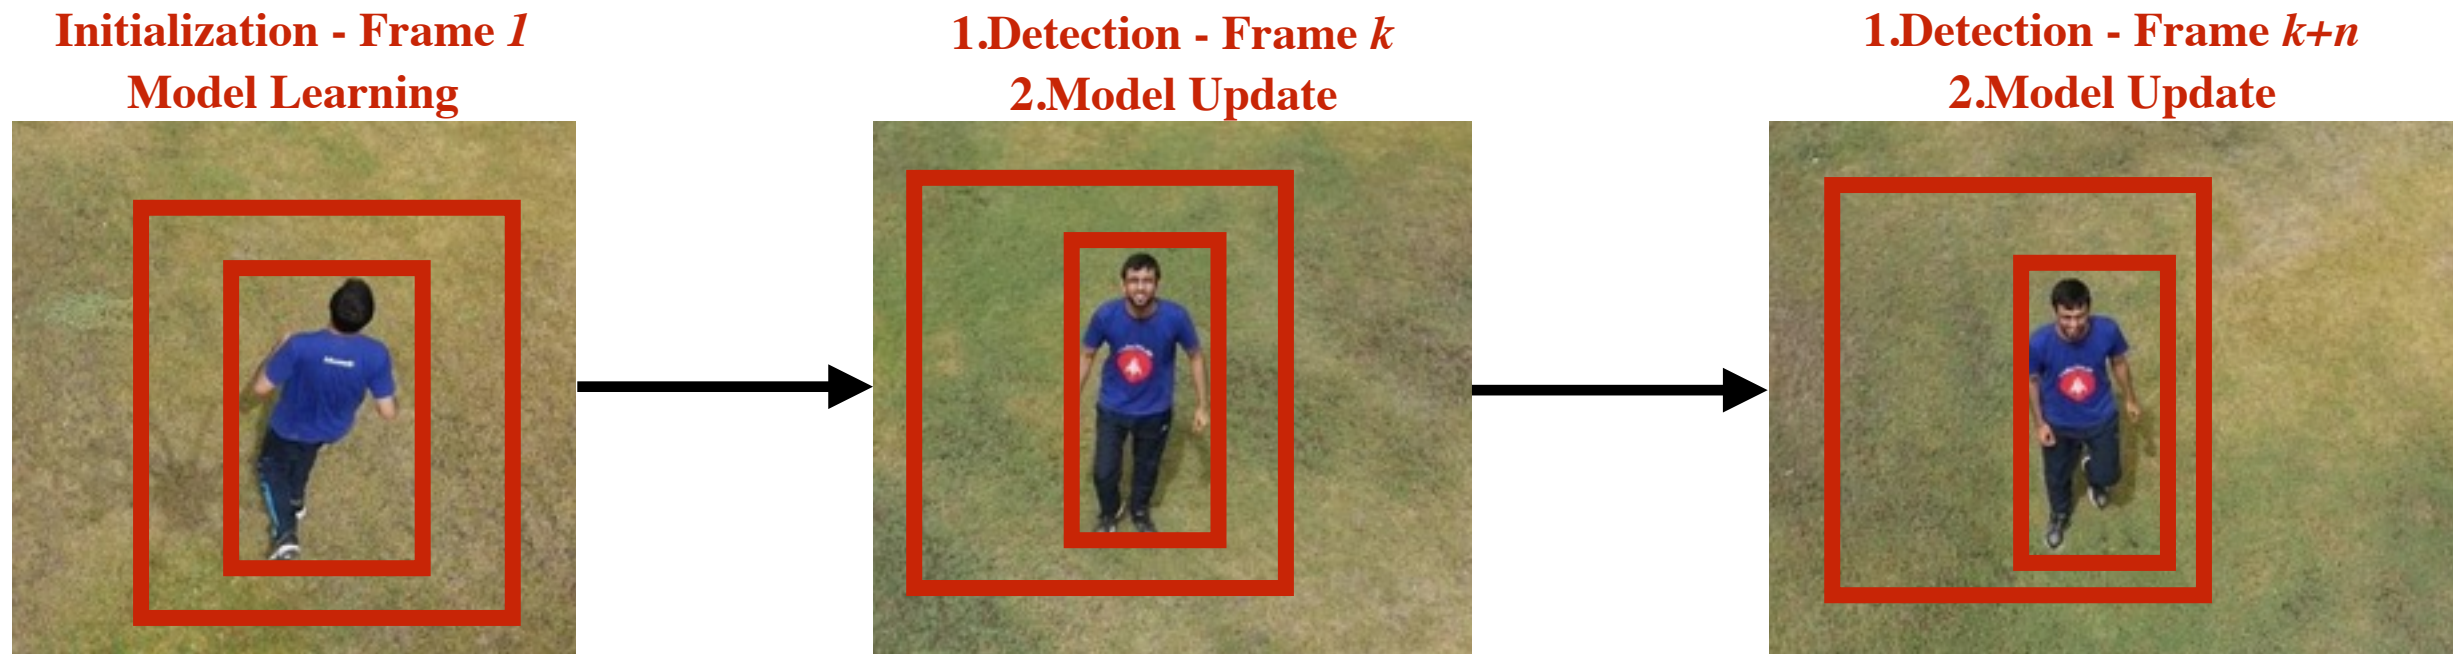 Initialization - Frame 1
Model Learning
1.Detection - Frame k
2.Model Update
1.Detection - Frame k+n
2.Model Update